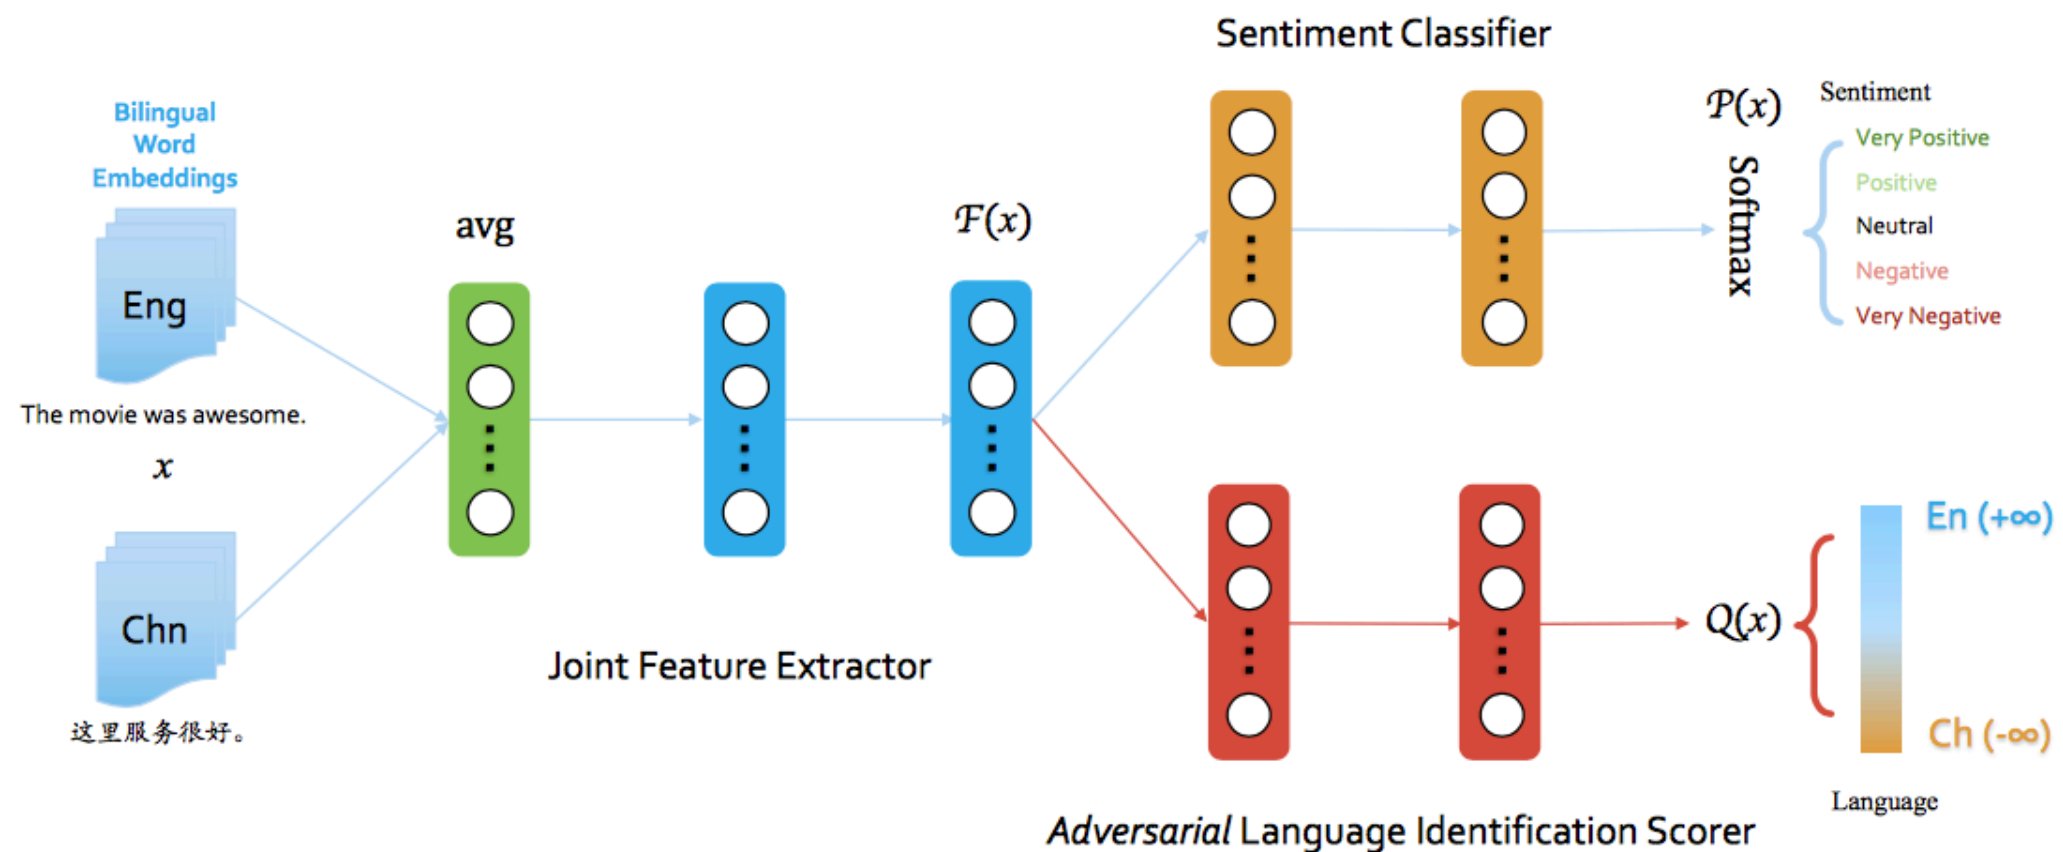 Sentiment Classifier
Bilingual
Word
Embeddings
Eng
The movie was awesome.
x
Chn
这里服务很好。
avg
F(x)
Joint Feature Extractor
P(x)
Softmax
Sentiment
Very Positive
Positive
Neutral
Negative
Very Negative
Q(x)
En (+∞)
Ch (-∞)
Language
Adversarial Language Identification Scorer